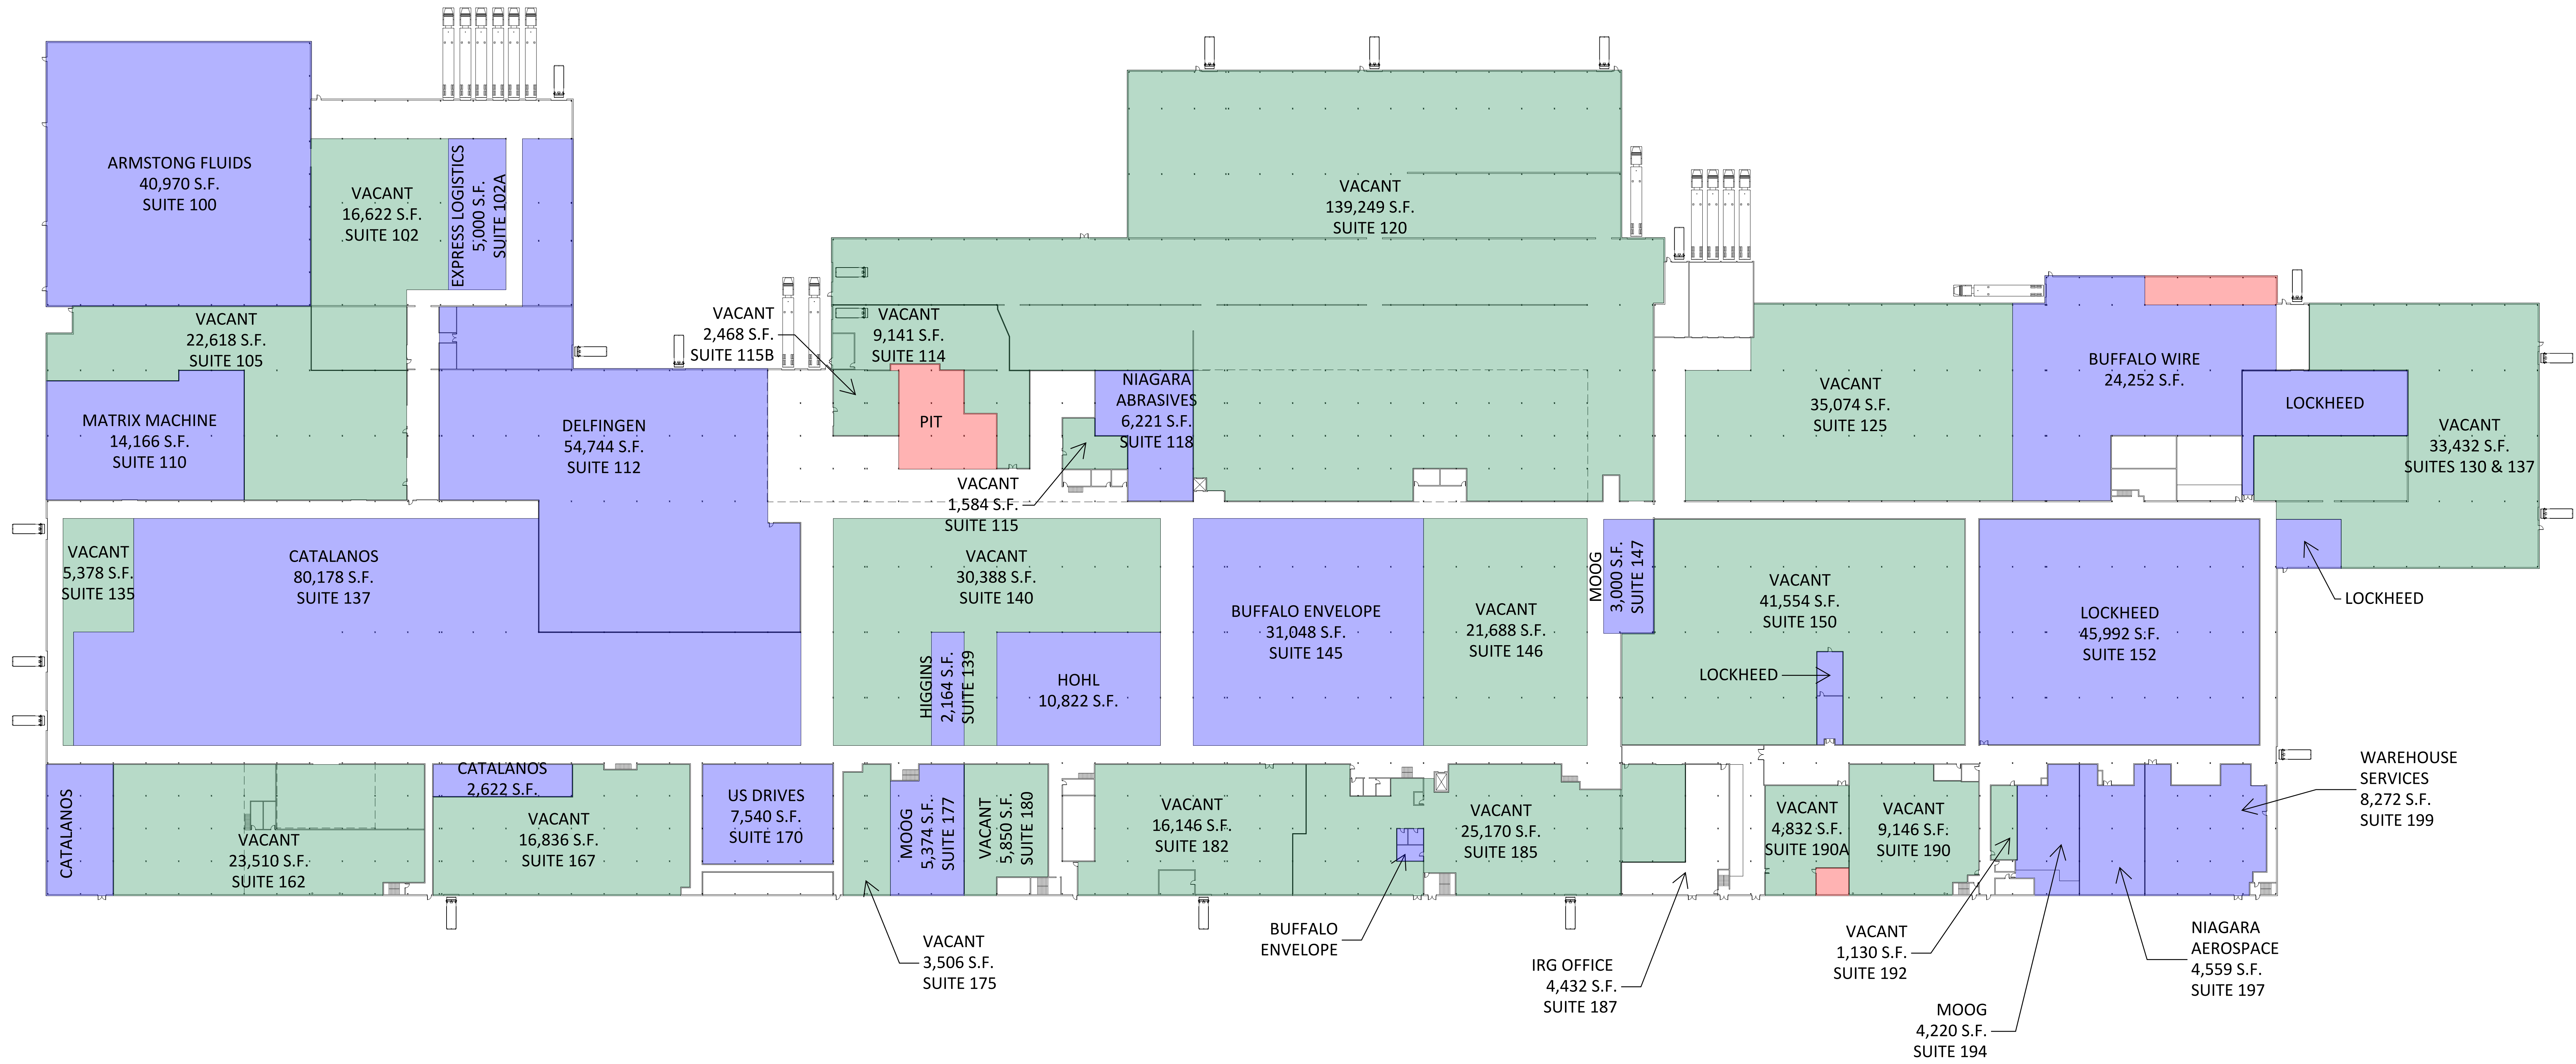 ARMSTONG FLUIDS
40,970 S.F.
SUITE 100
VACANT
16,622 S.F.
SUITE 102
EXPRESS LOGISTICS
5,000 S.F.
SUITE 102A
VACANT
139,249 S.F.
SUITE 120
VACANT
22,618 S.F.
SUITE 105
VACANT
2,468 S.F.
SUITE 115B
VACANT
9,141 S.F.
SUITE 114
MATRIX MACHINE
14,166 S.F.
SUITE 110
DELFINGEN
54,744 S.F.
SUITE 112
PIT
NIAGARA
ABRASIVES
6,221 S.F.
SUITE 118
VACANT
1,584 S.F.
SUITE 115
VACANT
35,074 S.F.
SUITE 125
BUFFALO WIRE
24,252 S.F.
LOCKHEED
VACANT
33,432 S.F.
SUITES 130 & 137
VACANT
5,378 S.F.
SUITE 135
CATALANOS
80,178 S.F.
SUITE 137
VACANT
30,388 S.F.
SUITE 140
HIGGINS
2,164 S.F.
SUITE 139
HOHL
10,822 S.F.
BUFFALO ENVELOPE
31,048 S.F.
SUITE 145
VACANT
21,688 S.F.
SUITE 146
MOOG
3,000 S.F.
SUITE 147
VACANT
41,554 S.F.
SUITE 150
LOCKHEED
LOCKHEED
45,992 S.F.
SUITE 152
LOCKHEED
CATALANOS
VACANT
23,510 S.F.
SUITE 162
CATALANOS
2,622 S.F.
VACANT
16,836 S.F.
SUITE 167
US DRIVES
7,540 S.F.
SUITE 170
VACANT
3,506 S.F.
SUITE 175
MOOG
5,374 S.F.
SUITE 177
VACANT
5,850 S.F.
SUITE 180
VACANT
16,146 S.F.
SUITE 182
BUFFALO
ENVELOPE
VACANT
25,170 S.F.
SUITE 185
IRG OFFICE
4,432 S.F.
SUITE 187
VACANT
4,832 S.F.
SUITE 190A
VACANT
9,146 S.F.
SUITE 190
VACANT
1,130 S.F.
SUITE 192
MOOG
4,220 S.F.
SUITE 194
NIAGARA
AEROSPACE
4,559 S.F.
SUITE 197
WAREHOUSE
SERVICES
8,272 S.F.
SUITE 199